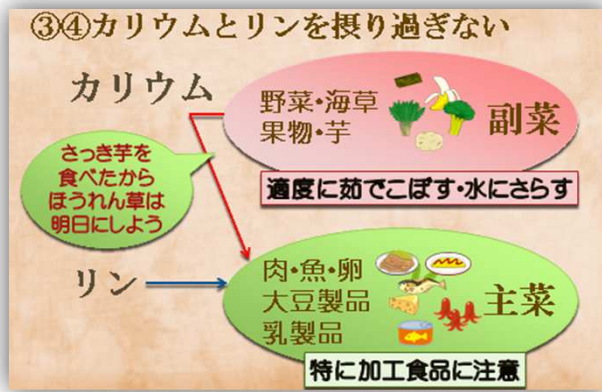 ③④カリウムとリンを摂り過ぎない
カリウム
野菜・海草
果物・芋
副菜
適度に茹でこぼす・水にさらす
さっき芋を
食べたから
ほうれん草は
明日にしよう
リン
肉・魚・卵
大豆製品
乳製品
主菜
特に加工食品に注意